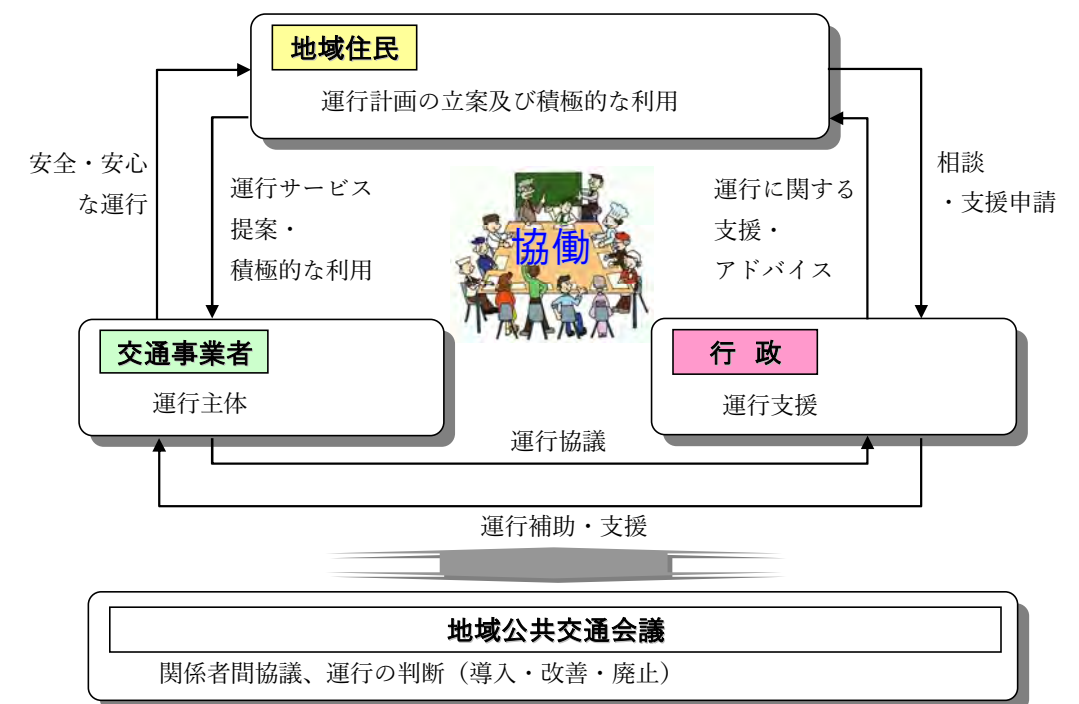 地域住民
運行計画の立案及び積極的な利用
安全・安心
な運行
運行サービス
提案・
積極的な利用
協働
運行に関する
支援・
アドバイス
相談
・支援申請
交通事業者
運行主体
行 政
運行支援
運行協議
運行補助・支援
地域公共交通会議
関係者間協議、運行の判断（導入・改善・廃止）